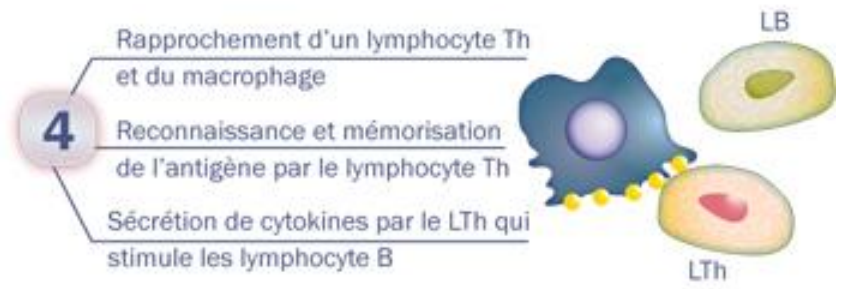 4
Rapprochement d'un lymphocyte Th
et du macrophage
Reconnaissance et mémorisation
de l'antigène par le lymphocyte Th
Sécrétion de cytokines par le LTh qui
stimule les lymphocyte B
LB
LTh